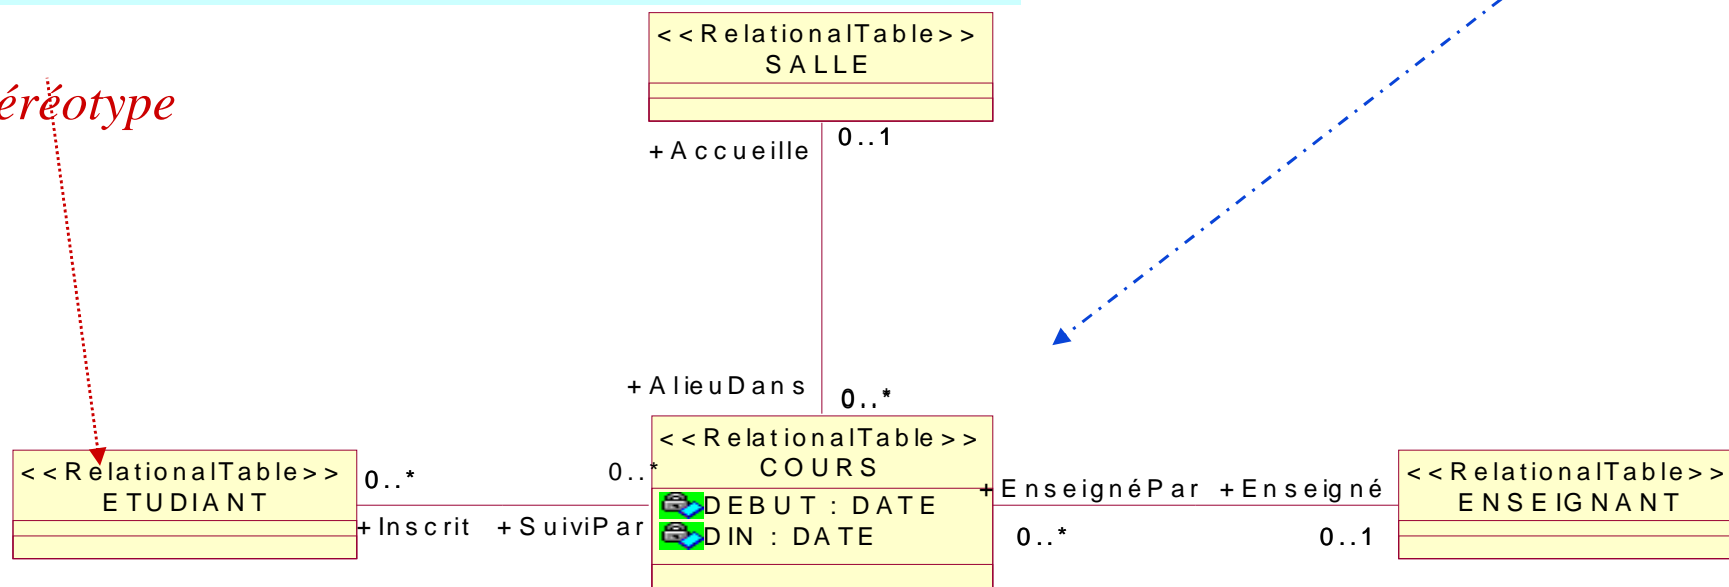 <<RelationalTable>>
SALLE
éréotype
0..1
+Accueille
+AlieuDans
0..*
<<RelationalTable>>
COURS
DEBUT : DATE
DIN : DATE
<<RelationalTable>>
ETUDIANT
0..*
0..*
+Inscrit
+SuiviPar
+EnseignéPar
+Enseigné
0..*
0..1
<<RelationalTable>>
ENSEIGNANT